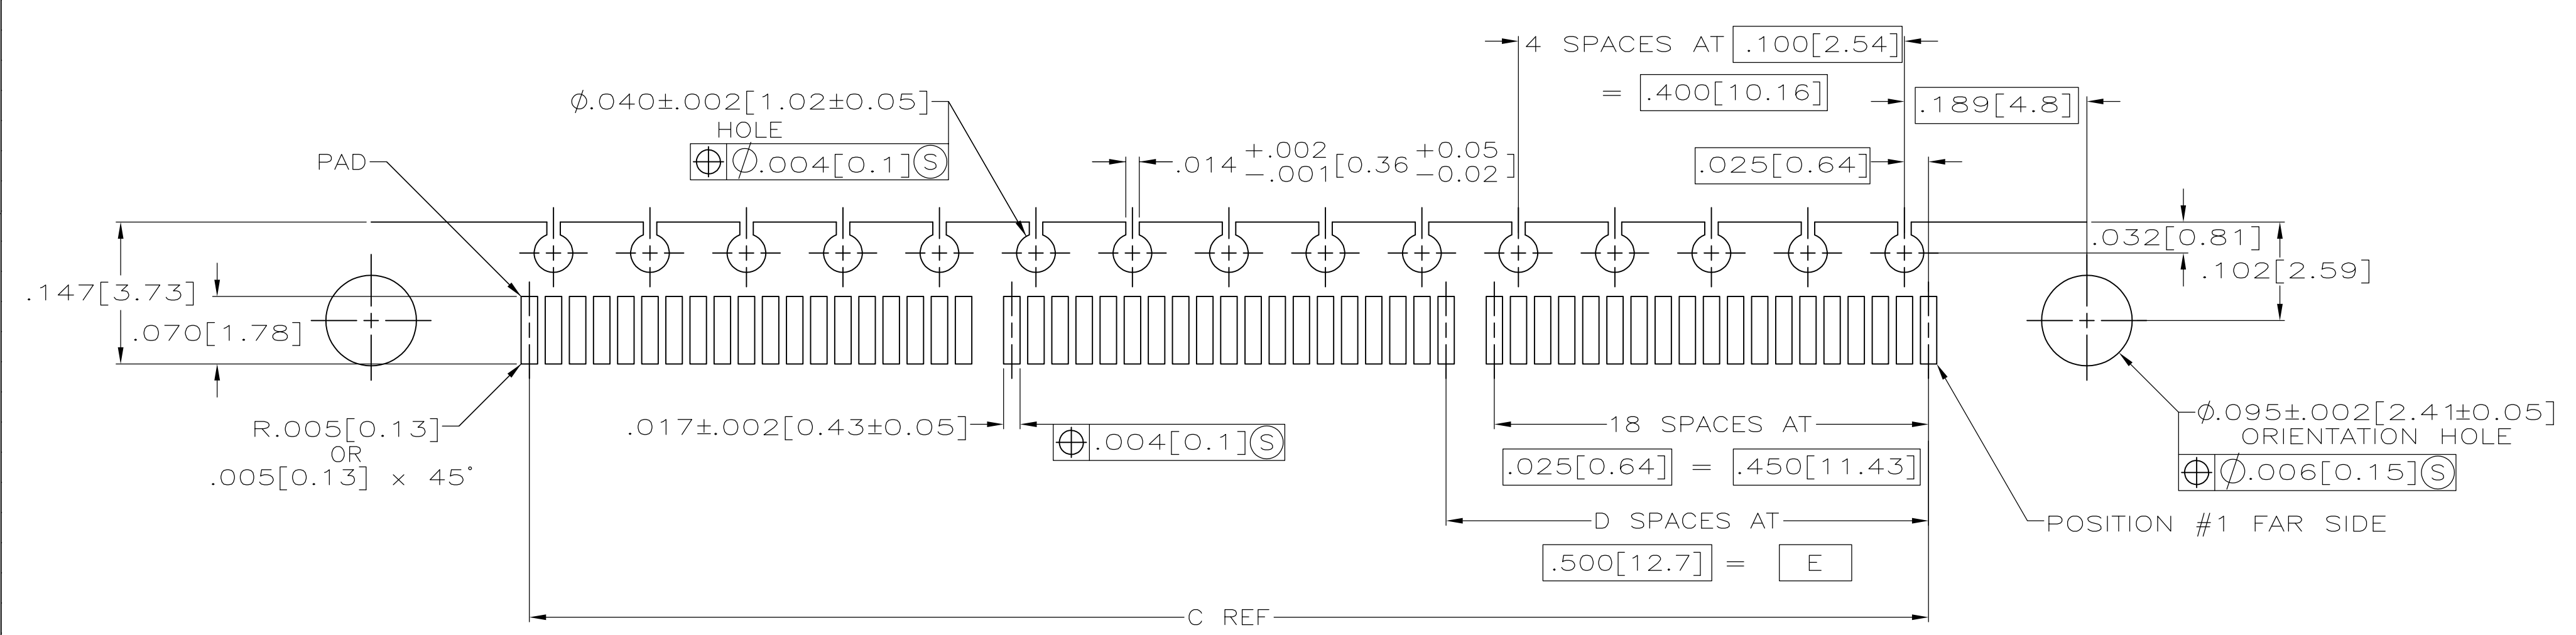 4 SPACES AT .100[2.54]
= .400[10.16]
.189[4.8]
⌀.040±.002[1.02±0.05]
HOLE
⌖ ⌀.004[0.1]Ⓢ
PAD
.014 +.002 -.001 [0.36 +0.05 -0.02]
.025[0.64]
.032[0.81]
.102[2.59]
.147[3.73]
.070[1.78]
R.005[0.13]
OR
.005[0.13] x 45°
.017±.002[0.43±0.05]
⌖ .004[0.1]Ⓢ
18 SPACES AT
.025[0.64] = .450[11.43]
⌀.095±.002[2.41±0.05]
ORIENTATION HOLE
⌖ ⌀.006[0.15]Ⓢ
D SPACES AT
.500[12.7] = E
POSITION #1 FAR SIDE
C REF